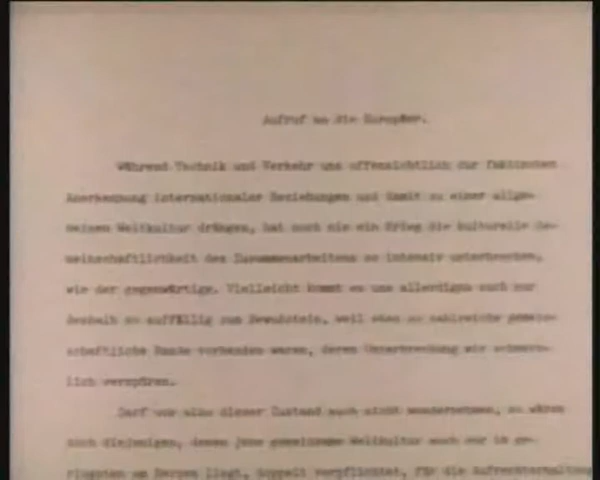 Aufruf an die Europäer.
Während Technik und Verkehr uns offensichtlich zur faktischen
Anerkennung internationaler Beziehungen und damit zu einer allge-
meinen Weltkultur drängen, hat noch nie ein Krieg die kulturelle Ge-
meinschaftlichkeit des Zusammenarbeitens so intensiv unterbrochen,
wie der gegenwärtige. Vielleicht kommt es uns allerdings auch nur
deshalb so auffällig zum Bewußtsein, weil eben so zahlreiche gemein-
schaftliche Bande vorhanden waren, deren Unterbrechung wir schmerz-
lich verspüren.
Darf uns also dieser Zustand auch nicht wundernehmen, so wären
doch diejenigen, denen jene gemeinsame Weltkultur auch nur im ge-
ringsten am Herzen liegt, doppelt verpflichtet, für die Aufrechterhaltung